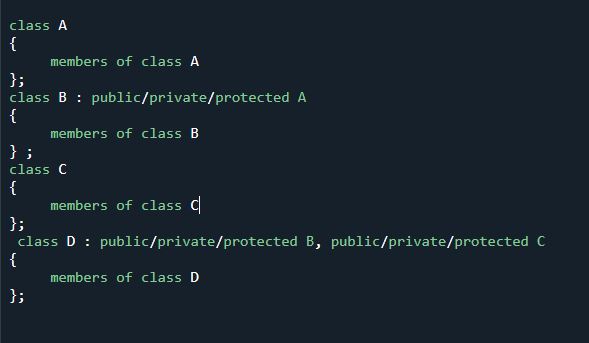 class A
{
members of class A
};
class B : public/private/protected A
{
members of class B
} ;
class C
{
members of class C
};
class D : public/private/protected B, public/private/protected C
{
members of class D
};